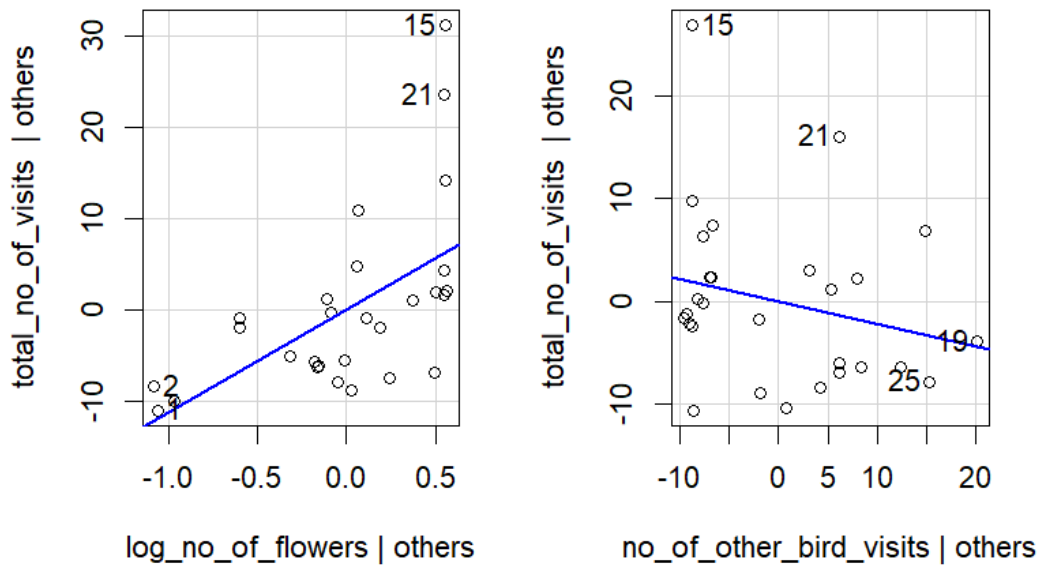 total_no_of_visits | others
30
20
10
0
-10
15
21
2
1
-1.0 -0.5 0.0 0.5
log_no_of_flowers | others
total_no_of_visits | others
20
10
0
-10
15
21
19
25
-10 0 5 10 20
no_of_other_bird_visits | others